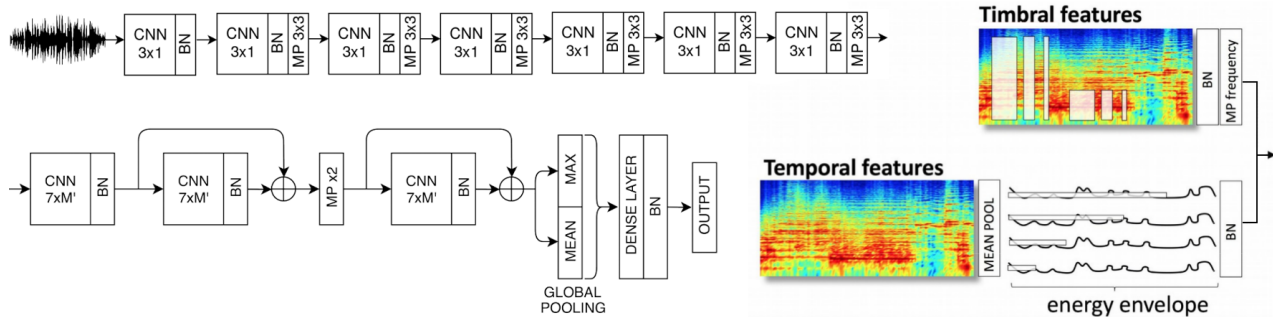 CNN
3x1
BN
CNN
3x1
BN
MP 3x3
CNN
3x1
BN
MP 3x3
CNN
3x1
BN
MP 3x3
CNN
3x1
BN
MP 3x3
CNN
3x1
BN
MP 3x3
CNN
3x1
BN
MP 3x3
CNN
7xM'
BN
CNN
7xM'
BN
MP x2
CNN
7xM'
BN
MAX
MEAN
GLOBAL
POOLING
DENSE LAYER
BN
OUTPUT
Timbral features
BN
MP frequency
Temporal features
MEAN POOL
BN
energy envelope